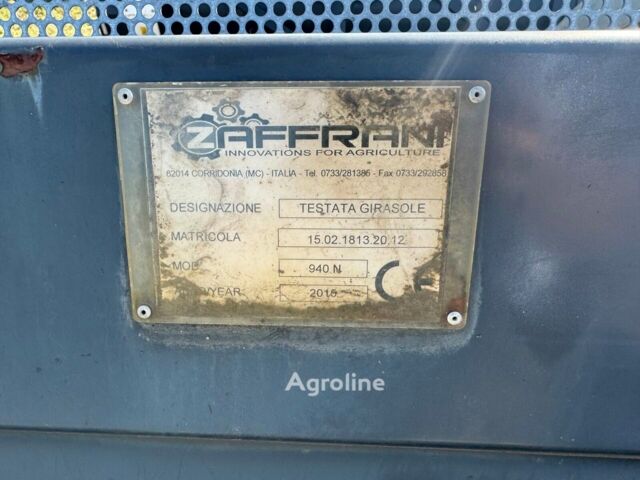 ZAFFRANI
INNOVATIONS FOR AGRICULTURE
62014 CORRIDONIA (MC) - ITALIA - Tel. 0733/281386 - Fax 0733/292858
DESIGNAZIONE TESTATA GIRASOLE
MATRICOLA 15.02.1813.20.12
MOD 940 N
/YEAR 2015
CE
Agroline